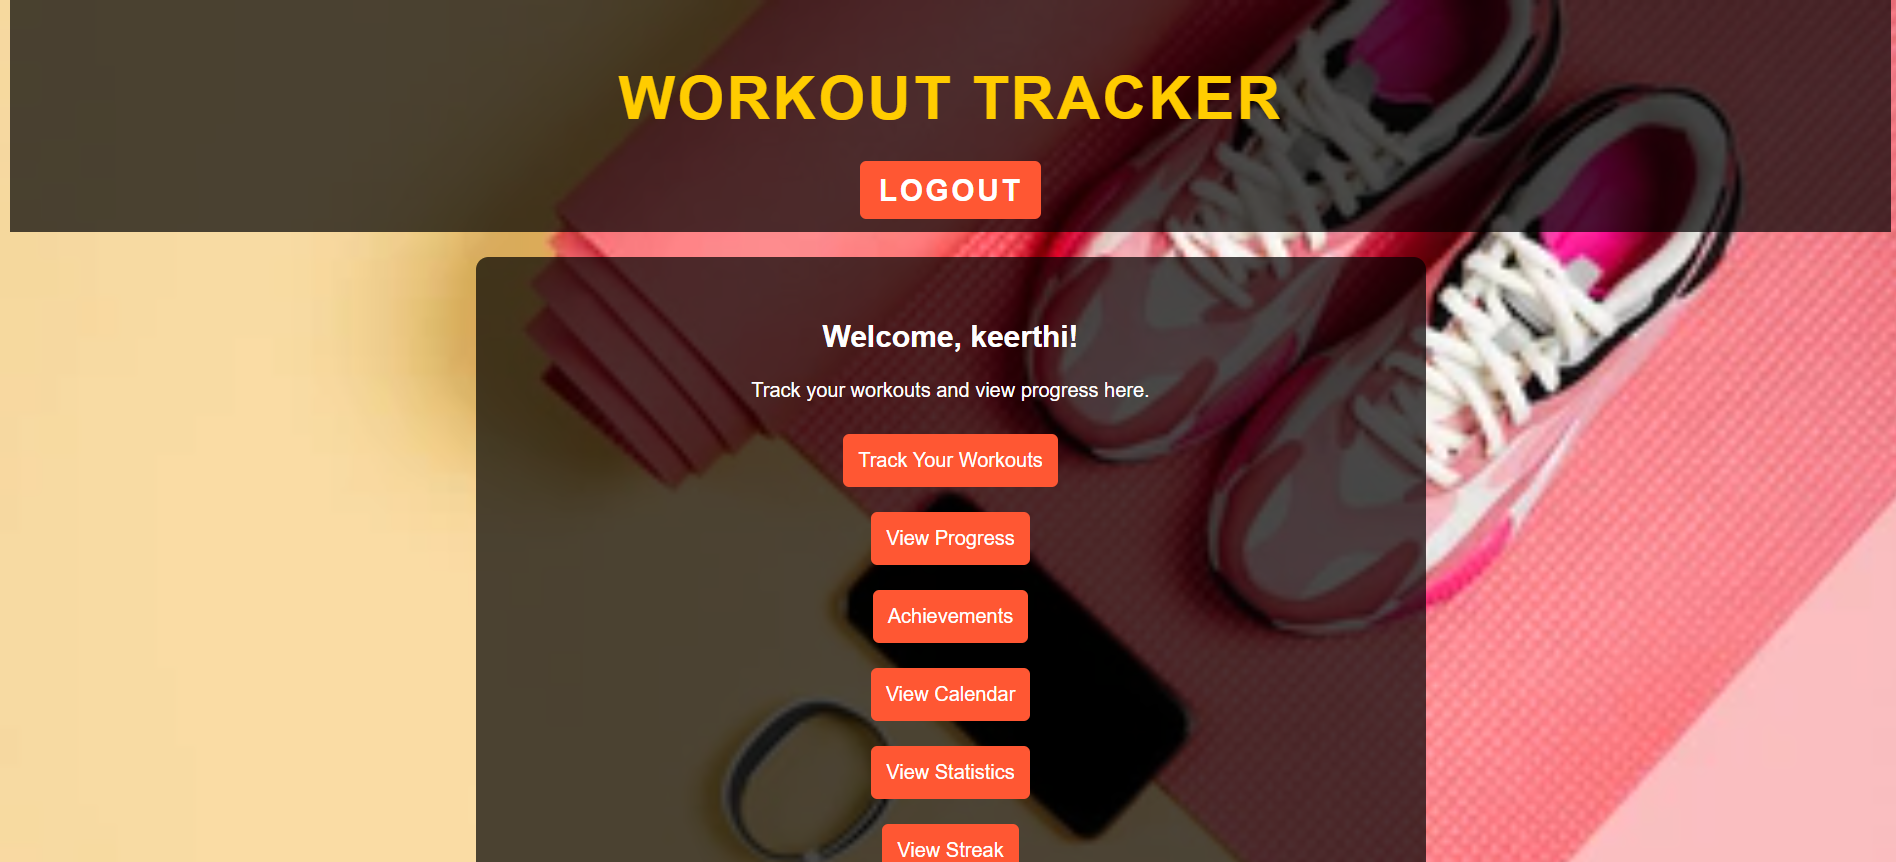 WORKOUT TRACKER
LOGOUT
Welcome, keerthi!
Track your workouts and view progress here.
Track Your Workouts
View Progress
Achievements
View Calendar
View Statistics
View Streak